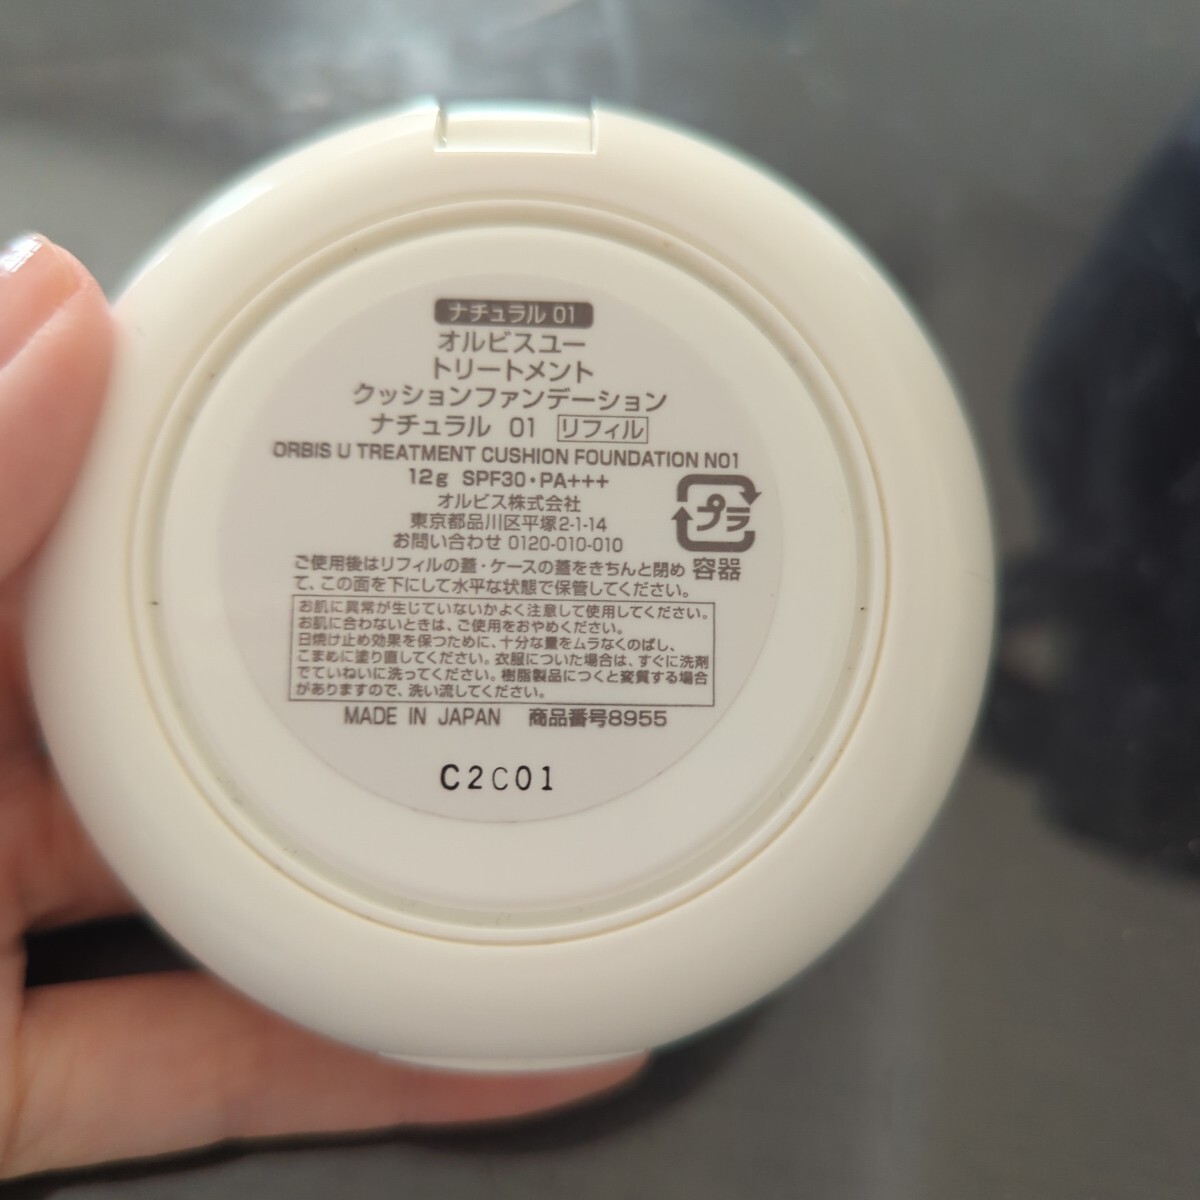 ナチュラル 01
オルビスユー
トリートメント
クッションファンデーション
ナチュラル 01 リフィル
ORBIS U TREATMENT CUSHION FOUNDATION N01
12g SPF30・PA+++
オルビス株式会社
東京都品川区平塚2-1-14
お問い合わせ 0120-010-010
プラ
容器
ご使用後はリフィルの蓋・ケースの蓋をきちんと閉め
て、この面を下にして水平な状態で保管してください。
お肌に異常が生じていないかよく注意して使用してください。
お肌に合わないときは、ご使用をおやめください。
日焼け止め効果を保つために、十分な量をムラなくのばし、
こまめに塗り直してください。衣服についた場合は、すぐに洗剤
でていねいに洗ってください。樹脂製品につくと変質する場合
がありますので、洗い流してください。
MADE IN JAPAN 商品番号8955
C2C01